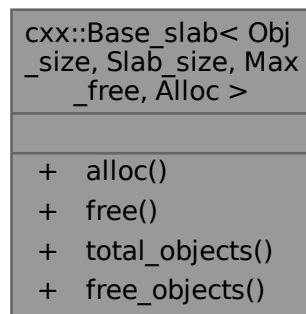 cxx::Base_slab< Obj
_size, Slab_size, Max
_free, Alloc >
+ alloc()
+ free()
+ total_objects()
+ free_objects()